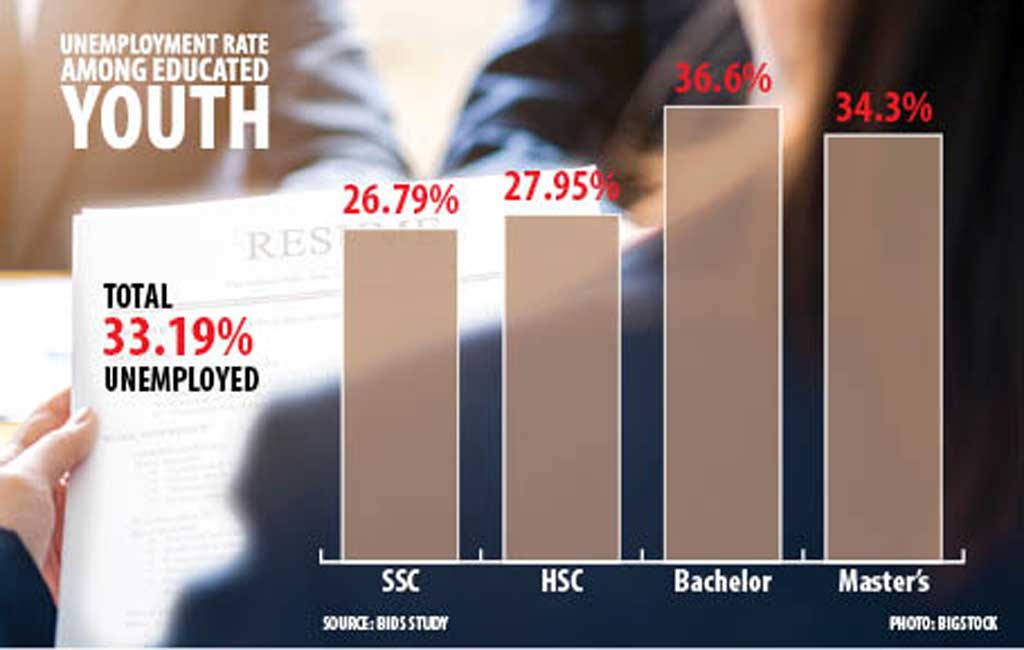 UNEMPLOYMENT RATE
AMONG EDUCATED
YOUTH
36.6%
34.3%
26.79%
27.95%
RESUME
TOTAL
33.19%
UNEMPLOYED
SSC
HSC
Bachelor
Master's
SOURCE: BIDS STUDY
PHOTO: BIGSTOCK